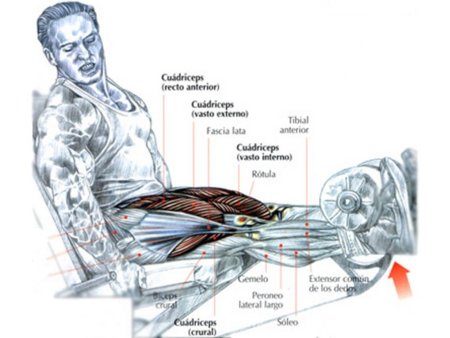 Cuádriceps
(recto anterior)
Cuádriceps
(vasto externo)
Fascia lata
Tibial
anterior
Cuádriceps
(vasto interno)
Rótula
Bíceps
crural
Gemelo
Extensor común
de los dedos
Peroneo
lateral largo
Cuádriceps
(crural)
Sóleo